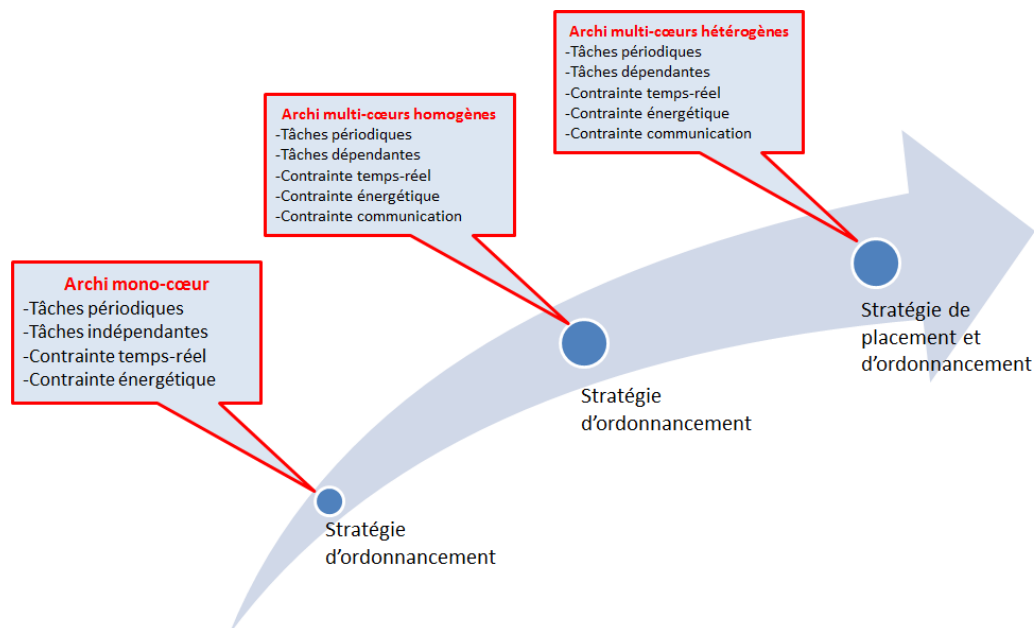 Archi mono-cœur
-Tâches périodiques
-Tâches indépendantes
-Contrainte temps-réel
-Contrainte énergétique
Stratégie
d'ordonnancement
Archi multi-cœurs homogènes
-Tâches périodiques
-Tâches dépendantes
-Contrainte temps-réel
-Contrainte énergétique
-Contrainte communication
Stratégie
d'ordonnancement
Archi multi-cœurs hétérogènes
-Tâches périodiques
-Tâches dépendantes
-Contrainte temps-réel
-Contrainte énergétique
-Contrainte communication
Stratégie de
placement et
d'ordonnancement